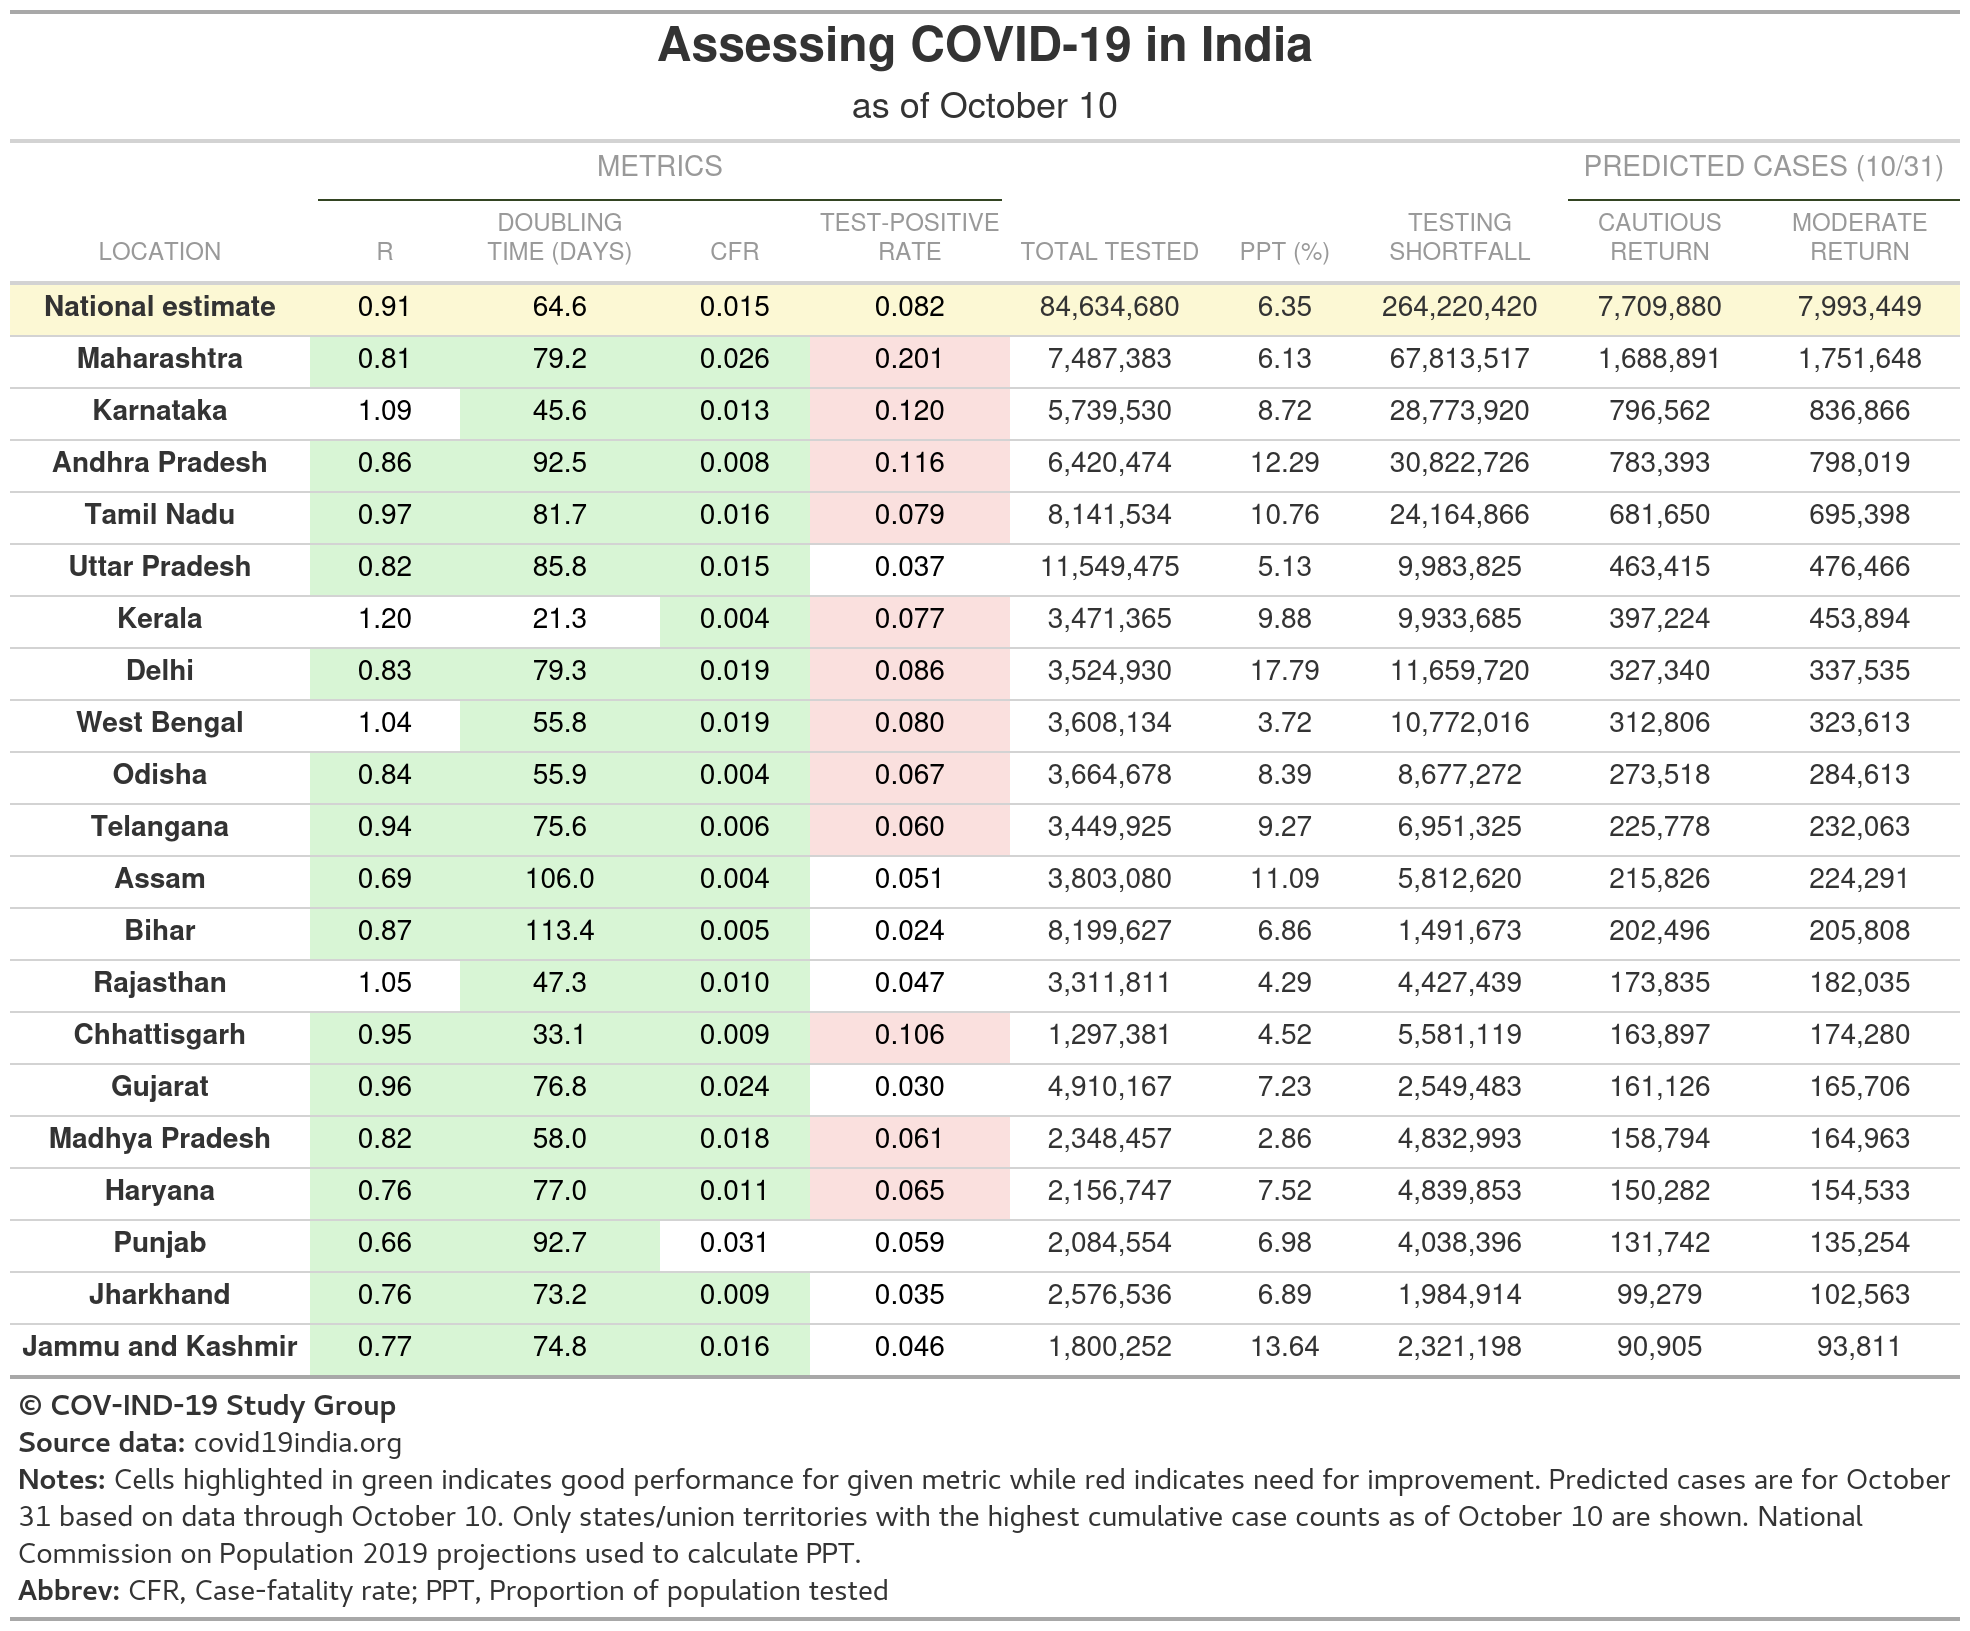 Assessing COVID-19 in India
as of October 10
METRICS PREDICTED CASES (10/31)
LOCATION R DOUBLING TIME (DAYS) CFR TEST-POSITIVE RATE TOTAL TESTED PPT (%) TESTING SHORTFALL CAUTIOUS RETURN MODERATE RETURN
National estimate 0.91 64.6 0.015 0.082 84,634,680 6.35 264,220,420 7,709,880 7,993,449
Maharashtra 0.81 79.2 0.026 0.201 7,487,383 6.13 67,813,517 1,688,891 1,751,648
Karnataka 1.09 45.6 0.013 0.120 5,739,530 8.72 28,773,920 796,562 836,866
Andhra Pradesh 0.86 92.5 0.008 0.116 6,420,474 12.29 30,822,726 783,393 798,019
Tamil Nadu 0.97 81.7 0.016 0.079 8,141,534 10.76 24,164,866 681,650 695,398
Uttar Pradesh 0.82 85.8 0.015 0.037 11,549,475 5.13 9,983,825 463,415 476,466
Kerala 1.20 21.3 0.004 0.077 3,471,365 9.88 9,933,685 397,224 453,894
Delhi 0.83 79.3 0.019 0.086 3,524,930 17.79 11,659,720 327,340 337,535
West Bengal 1.04 55.8 0.019 0.080 3,608,134 3.72 10,772,016 312,806 323,613
Odisha 0.84 55.9 0.004 0.067 3,664,678 8.39 8,677,272 273,518 284,613
Telangana 0.94 75.6 0.006 0.060 3,449,925 9.27 6,951,325 225,778 232,063
Assam 0.69 106.0 0.004 0.051 3,803,080 11.09 5,812,620 215,826 224,291
Bihar 0.87 113.4 0.005 0.024 8,199,627 6.86 1,491,673 202,496 205,808
Rajasthan 1.05 47.3 0.010 0.047 3,311,811 4.29 4,427,439 173,835 182,035
Chhattisgarh 0.95 33.1 0.009 0.106 1,297,381 4.52 5,581,119 163,897 174,280
Gujarat 0.96 76.8 0.024 0.030 4,910,167 7.23 2,549,483 161,126 165,706
Madhya Pradesh 0.82 58.0 0.018 0.061 2,348,457 2.86 4,832,993 158,794 164,963
Haryana 0.76 77.0 0.011 0.065 2,156,747 7.52 4,839,853 150,282 154,533
Punjab 0.66 92.7 0.031 0.059 2,084,554 6.98 4,038,396 131,742 135,254
Jharkhand 0.76 73.2 0.009 0.035 2,576,536 6.89 1,984,914 99,279 102,563
Jammu and Kashmir 0.77 74.8 0.016 0.046 1,800,252 13.64 2,321,198 90,905 93,811
© COV-IND-19 Study Group
Source data: covid19india.org
Notes: Cells highlighted in green indicates good performance for given metric while red indicates need for improvement. Predicted cases are for October
31 based on data through October 10. Only states/union territories with the highest cumulative case counts as of October 10 are shown. National
Commission on Population 2019 projections used to calculate PPT.
Abbrev: CFR, Case-fatality rate; PPT, Proportion of population tested